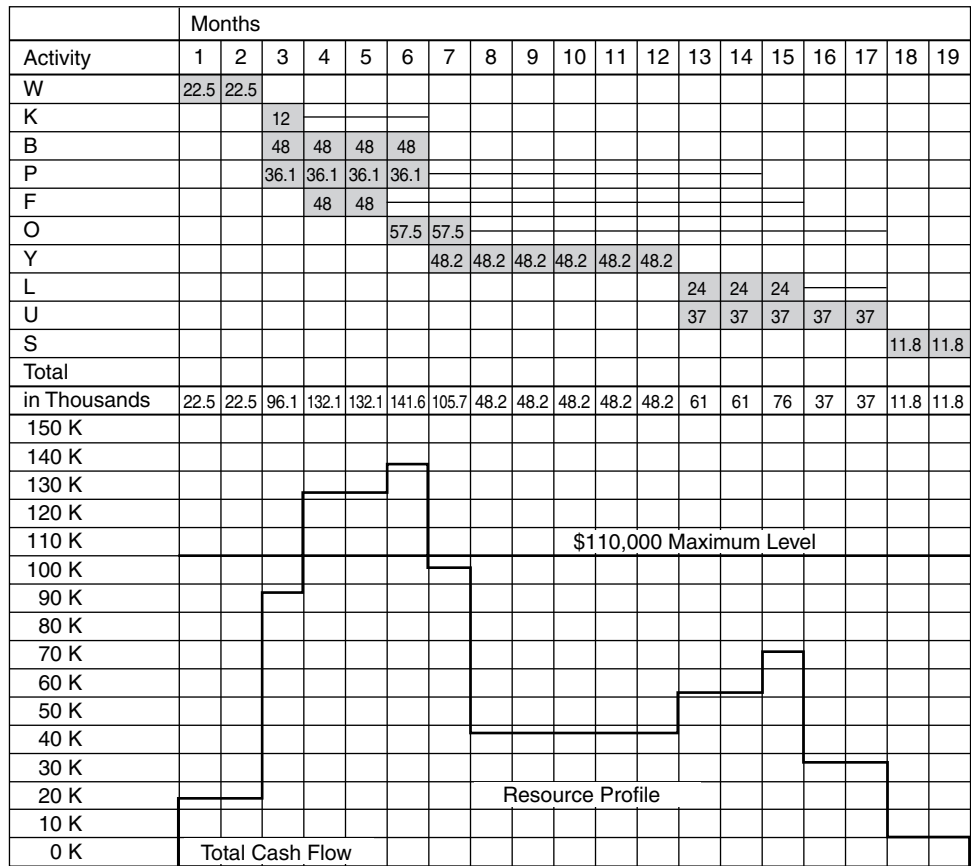 Months
Activity 1 2 3 4 5 6 7 8 9 10 11 12 13 14 15 16 17 18 19
W 22.5 22.5
K 12
B 48 48 48 48
P 36.1 36.1 36.1 36.1
F 48 48
O 57.5 57.5
Y 48.2 48.2 48.2 48.2 48.2 48.2
L 24 24 24
U 37 37 37 37 37
S 11.8 11.8
Total
in Thousands 22.5 22.5 96.1 132.1 132.1 141.6 105.7 48.2 48.2 48.2 48.2 48.2 61 61 76 37 37 11.8 11.8
150 K
140 K
130 K
120 K
110 K $110,000 Maximum Level
100 K
90 K
80 K
70 K
60 K
50 K
40 K
30 K
20 K Resource Profile
10 K
0 K Total Cash Flow